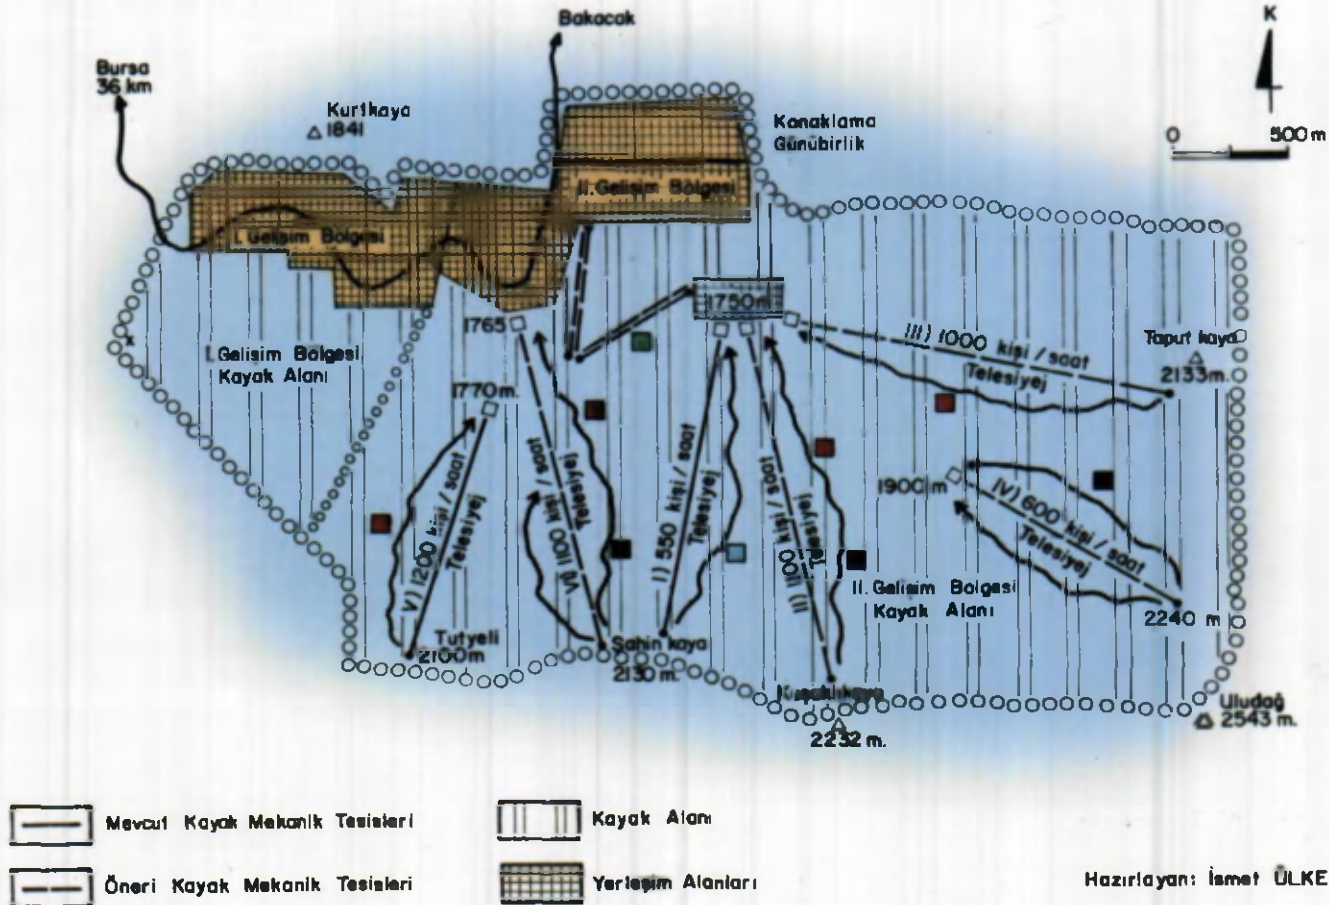 Bakacak
K
Bursa
36 km
Kurtkaya
1841
Konaklama
Günübirlik
0 500 m
II. Gelişim Bölgesi
I. Gelişim Bölgesi
1750 m
1765
III) 1000 kişi / saat
Telesiyej
Taput kaya
2133 m.
I. Gelişim Bölgesi
Kayak Alanı
1770 m.
V) 1200 kişi / saat
Telesiyej
VI) 1100 kişi / saat
Telesiyej
I) 550 kişi / saat
Telesiyej
II) 1100 kişi / saat
Telesiyej
1900 m
IV) 600 kişi / saat
Telesiyej
II. Gelişim Bölgesi
Kayak Alanı
2240 m
Tutyeli
2100 m
Şahin kaya
2130 m.
2232 m.
Uludağ
2543 m.
Mevcut Kayak Mekanik Tesisleri
Kayak Alanı
Öneri Kayak Mekanik Tesisleri
Yerleşim Alanları
Hazırlayan: İsmet ÜLKE